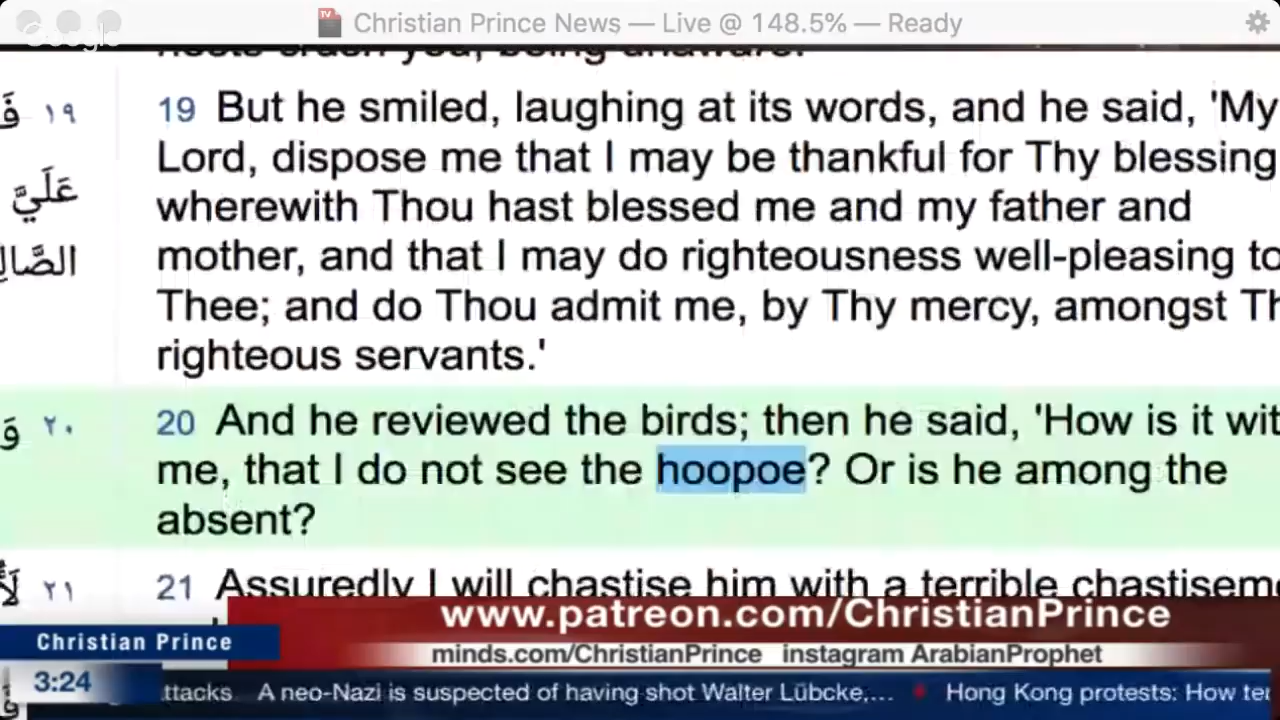 Christian Prince News — Live @ 148.5% — Ready
Google
١٩
عَلَيَّ
19 But he smiled, laughing at its words, and he said, 'My
Lord, dispose me that I may be thankful for Thy blessing
wherewith Thou hast blessed me and my father and
mother, and that I may do righteousness well-pleasing to
Thee; and do Thou admit me, by Thy mercy, amongst Th
righteous servants.'
٢٠
20 And he reviewed the birds; then he said, 'How is it wit
me, that I do not see the hoopoe? Or is he among the
absent?
٢١
21 Assuredly I will chastise him with a terrible chastiseme
www.patreon.com/ChristianPrince
Christian Prince
minds.com/ChristianPrince instagram ArabianProphet
3:24
ttacks A neo-Nazi is suspected of having shot Walter Lübcke,... Hong Kong protests: How ter